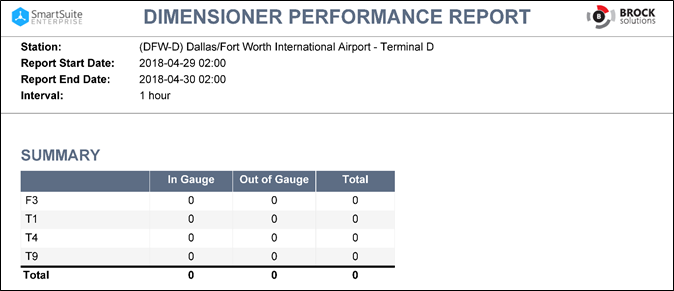 SmartSuite
ENTERPRISE
DIMENSIONER PERFORMANCE REPORT
B
BROCK
solutions
Station: (DFW-D) Dallas/Fort Worth International Airport - Terminal D
Report Start Date: 2018-04-29 02:00
Report End Date: 2018-04-30 02:00
Interval: 1 hour
SUMMARY
In Gauge Out of Gauge Total
F3 0 0 0
T1 0 0 0
T4 0 0 0
T9 0 0 0
Total 0 0 0